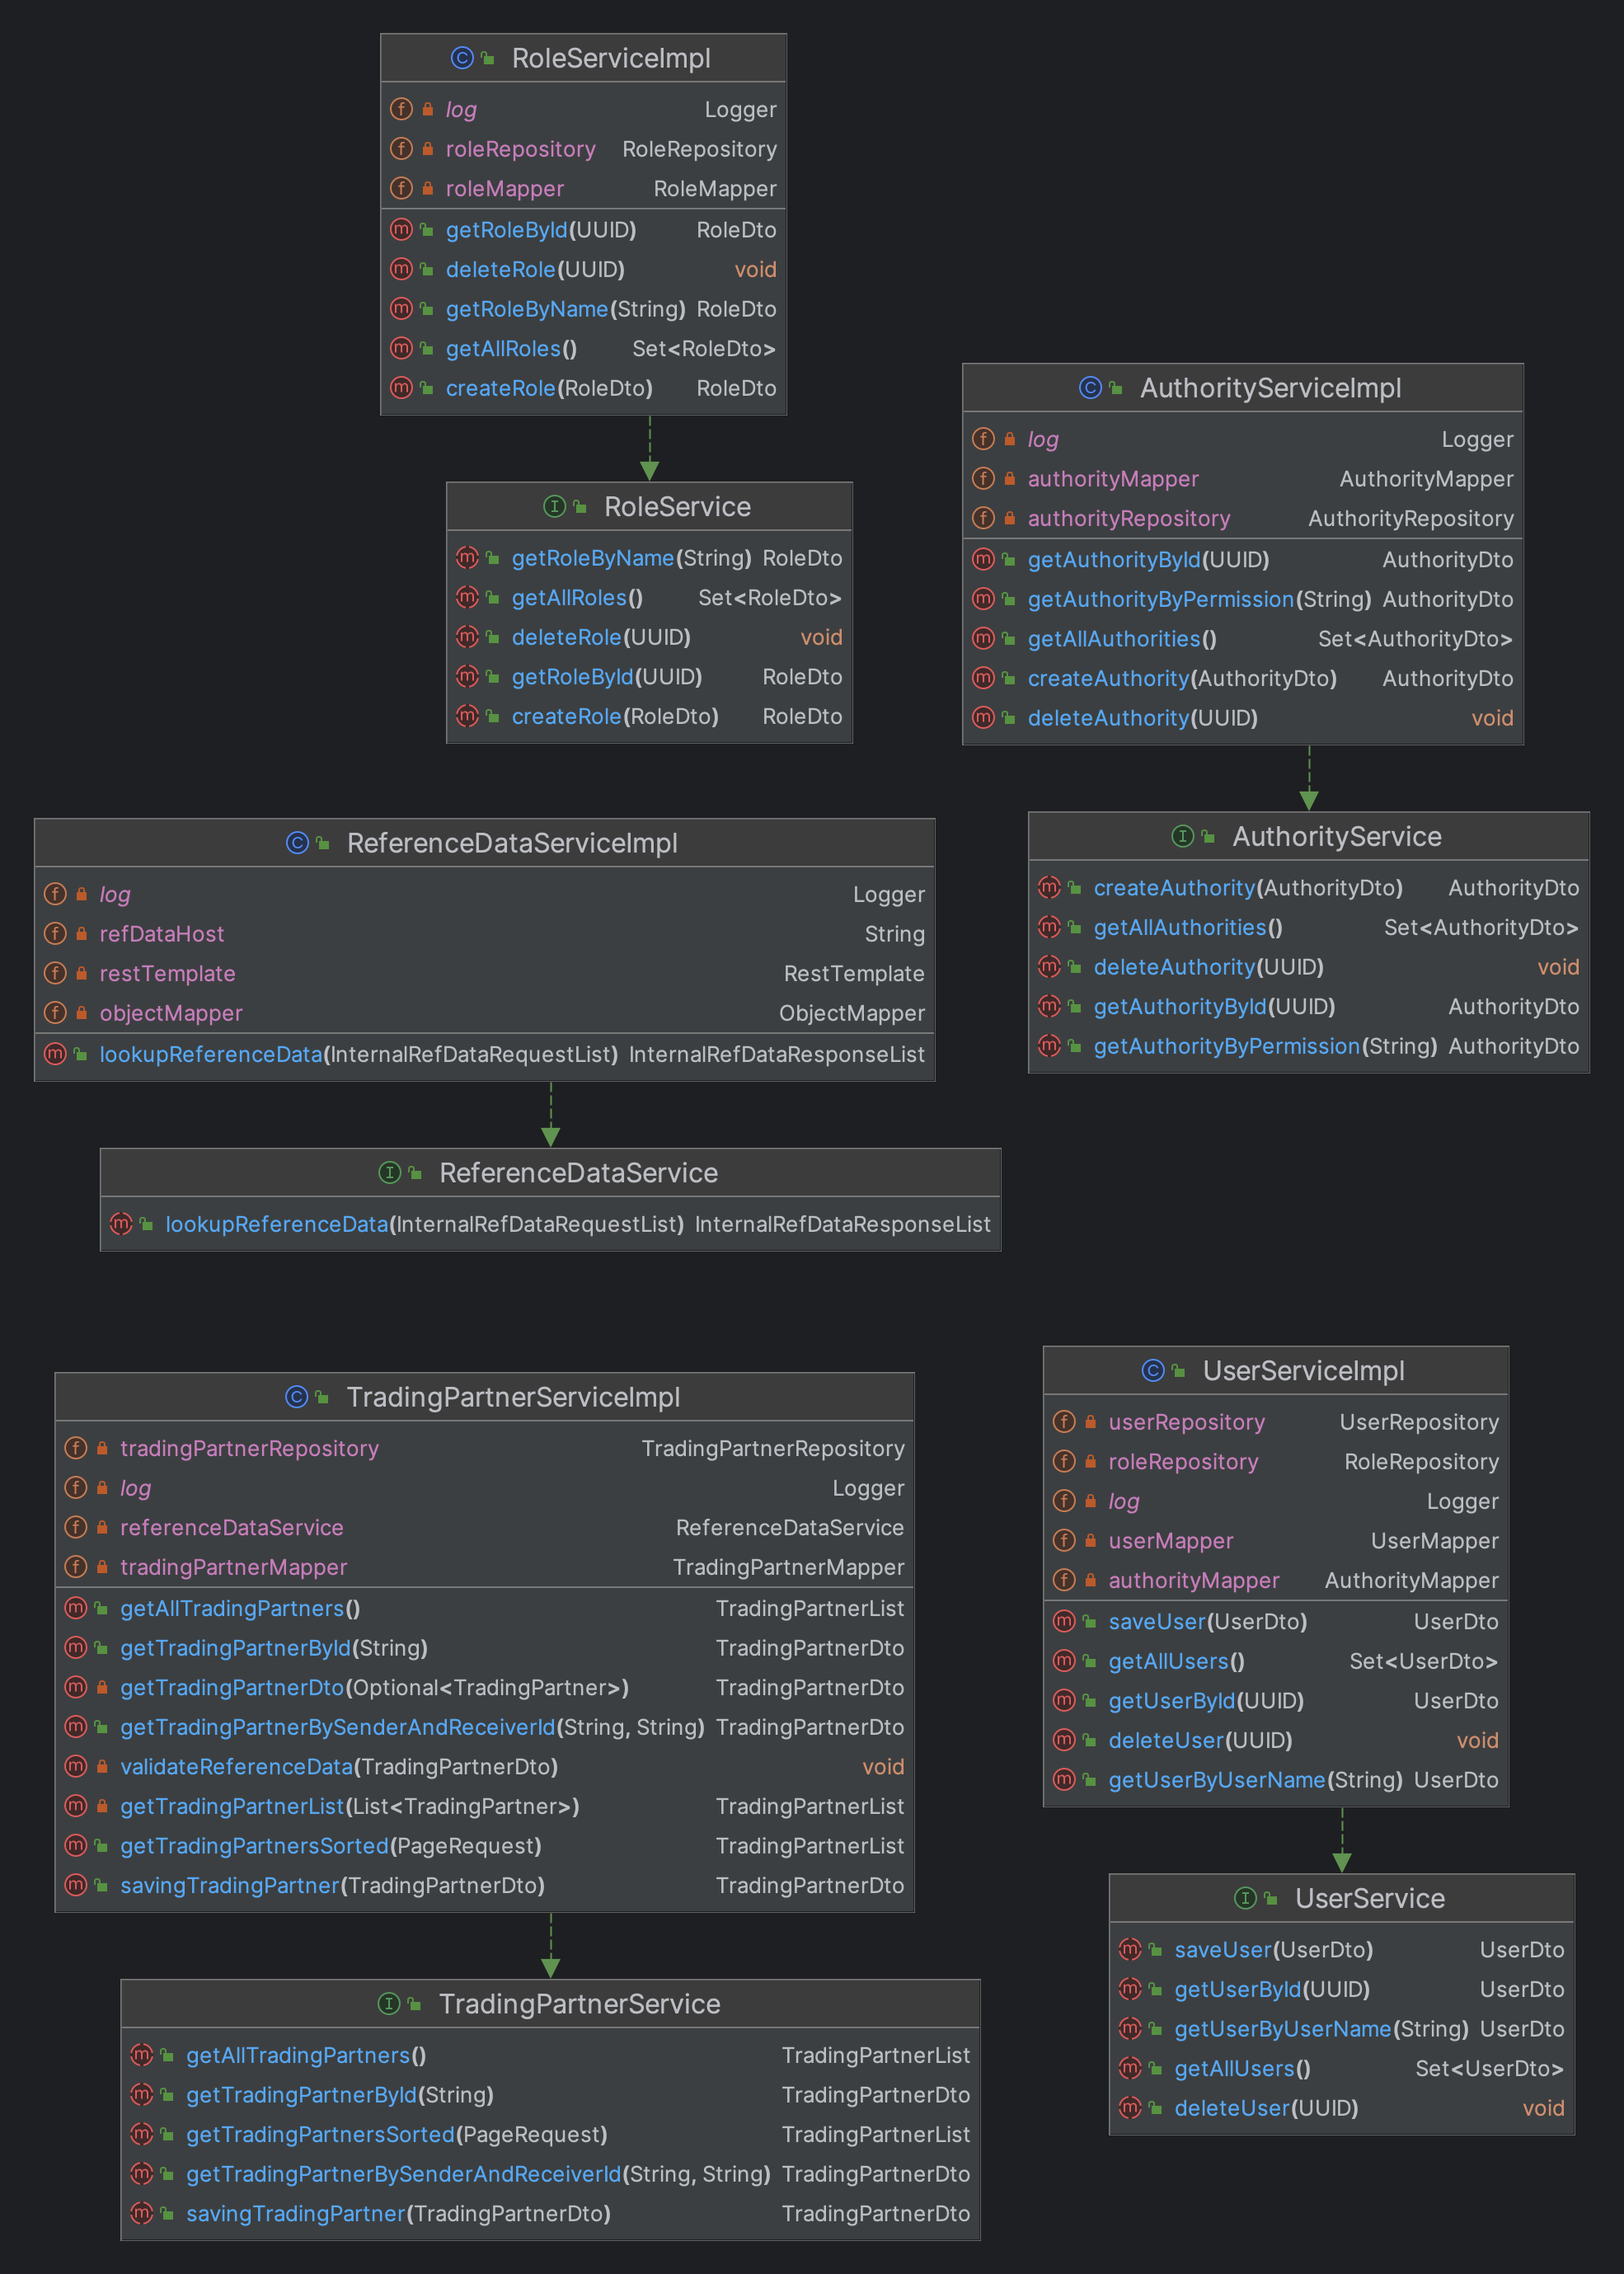 RoleServiceImpl
log Logger
roleRepository RoleRepository
roleMapper RoleMapper
getRoleById(UUID) RoleDto
deleteRole(UUID) void
getRoleByName(String) RoleDto
getAllRoles() Set<RoleDto>
createRole(RoleDto) RoleDto
RoleService
getRoleByName(String) RoleDto
getAllRoles() Set<RoleDto>
deleteRole(UUID) void
getRoleById(UUID) RoleDto
createRole(RoleDto) RoleDto
AuthorityServiceImpl
log Logger
authorityMapper AuthorityMapper
authorityRepository AuthorityRepository
getAuthorityById(UUID) AuthorityDto
getAuthorityByPermission(String) AuthorityDto
getAllAuthorities() Set<AuthorityDto>
createAuthority(AuthorityDto) AuthorityDto
deleteAuthority(UUID) void
AuthorityService
createAuthority(AuthorityDto) AuthorityDto
getAllAuthorities() Set<AuthorityDto>
deleteAuthority(UUID) void
getAuthorityById(UUID) AuthorityDto
getAuthorityByPermission(String) AuthorityDto
ReferenceDataServiceImpl
log Logger
refDataHost String
restTemplate RestTemplate
objectMapper ObjectMapper
lookupReferenceData(InternalRefDataRequestList) InternalRefDataResponseList
ReferenceDataService
lookupReferenceData(InternalRefDataRequestList) InternalRefDataResponseList
TradingPartnerServiceImpl
tradingPartnerRepository TradingPartnerRepository
log Logger
referenceDataService ReferenceDataService
tradingPartnerMapper TradingPartnerMapper
getAllTradingPartners() TradingPartnerList
getTradingPartnerById(String) TradingPartnerDto
getTradingPartnerDto(Optional<TradingPartner>) TradingPartnerDto
getTradingPartnerBySenderAndReceiverId(String, String) TradingPartnerDto
validateReferenceData(TradingPartnerDto) void
getTradingPartnerList(List<TradingPartner>) TradingPartnerList
getTradingPartnersSorted(PageRequest) TradingPartnerList
savingTradingPartner(TradingPartnerDto) TradingPartnerDto
TradingPartnerService
getAllTradingPartners() TradingPartnerList
getTradingPartnerById(String) TradingPartnerDto
getTradingPartnersSorted(PageRequest) TradingPartnerList
getTradingPartnerBySenderAndReceiverId(String, String) TradingPartnerDto
savingTradingPartner(TradingPartnerDto) TradingPartnerDto
UserServiceImpl
userRepository UserRepository
roleRepository RoleRepository
log Logger
userMapper UserMapper
authorityMapper AuthorityMapper
saveUser(UserDto) UserDto
getAllUsers() Set<UserDto>
getUserById(UUID) UserDto
deleteUser(UUID) void
getUserByUserName(String) UserDto
UserService
saveUser(UserDto) UserDto
getUserById(UUID) UserDto
getUserByUserName(String) UserDto
getAllUsers() Set<UserDto>
deleteUser(UUID) void